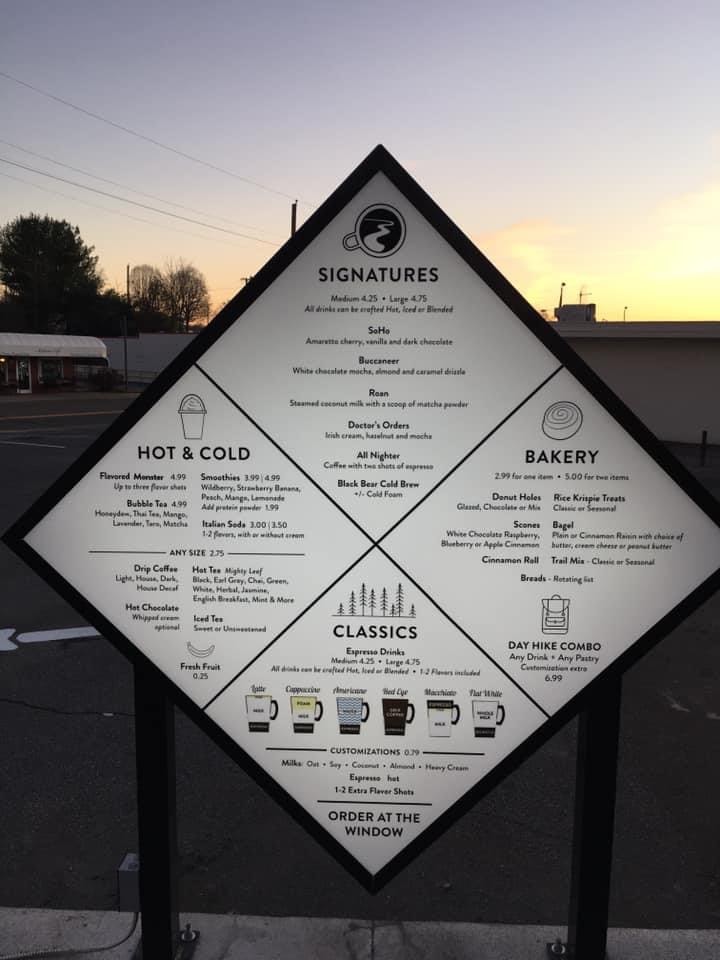 SIGNATURES
Medium 4.25 • Large 4.75
All drinks can be crafted Hot, Iced or Blended
SoHo
Amaretto cherry, vanilla and dark chocolate
Buccaneer
White chocolate mocha, almond and caramel drizzle
Roan
Steamed coconut milk with a scoop of matcha powder
Doctor's Orders
Irish cream, hazelnut and mocha
All Nighter
Coffee with two shots of espresso
Black Bear Cold Brew
+/- Cold Foam
HOT & COLD
Flavored Monster 4.99
Up to three flavor shots
Bubble Tea 4.99
Honeydew, Thai Tea, Mango,
Lavender, Taro, Matcha
Smoothies 3.99 | 4.99
Wildberry, Strawberry Banana,
Peach, Mango, Lemonade
Add protein powder 1.99
Italian Soda 3.00 | 3.50
1-2 flavors, with or without cream
ANY SIZE 2.75
Drip Coffee
Light, House, Dark,
House Decaf
Hot Chocolate
Whipped cream
optional
Hot Tea Mighty Leaf
Black, Earl Grey, Chai, Green,
White, Herbal, Jasmine,
English Breakfast, Mint & More
Iced Tea
Sweet or Unsweetened
Fresh Fruit
0.25
BAKERY
2.99 for one item • 5.00 for two items
Donut Holes
Glazed, Chocolate or Mix
Rice Krispie Treats
Classic or Seasonal
Scones
White Chocolate Raspberry,
Blueberry or Apple Cinnamon
Bagel
Plain or Cinnamon Raisin with choice of
butter, cream cheese or peanut butter
Cinnamon Roll
Trail Mix - Classic or Seasonal
Breads - Rotating list
DAY HIKE COMBO
Any Drink + Any Pastry
Customization extra
6.99
CLASSICS
Espresso Drinks
Medium 4.25 • Large 4.75
All drinks can be crafted Hot, Iced or Blended • 1-2 Flavors included
Latte Cappuccino Americano Red Eye Macchiato Flat White
MILK
FOAM
MILK
WATER
DRIP
COFFEE
ESPRESSO
MILK
WHOLE
MILK
CUSTOMIZATIONS 0.79
Milks: Oat • Soy • Coconut • Almond • Heavy Cream
Espresso hot
1-2 Extra Flavor Shots
ORDER AT THE
WINDOW